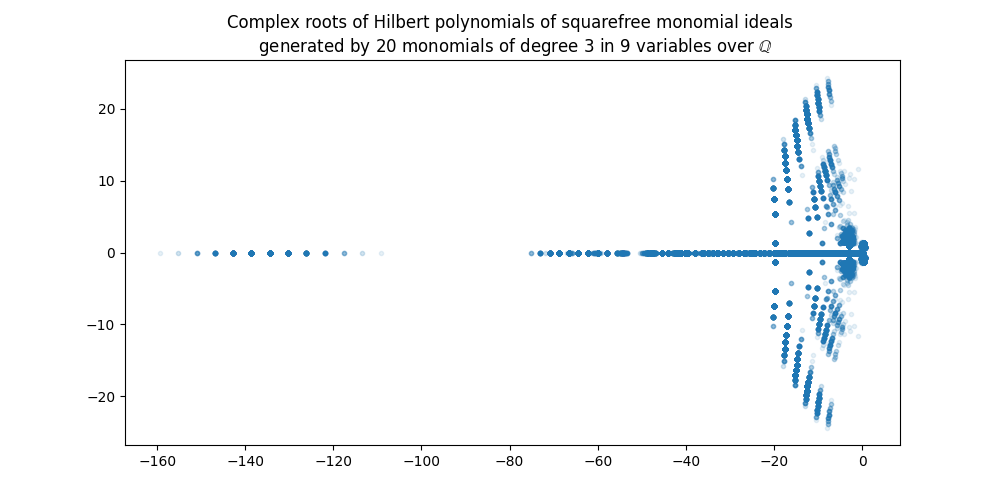 Complex roots of Hilbert polynomials of squarefree monomial ideals
generated by 20 monomials of degree 3 in 9 variables over ℚ
20
10
0
−10
−20
−160 −140 −120 −100 −80 −60 −40 −20 0